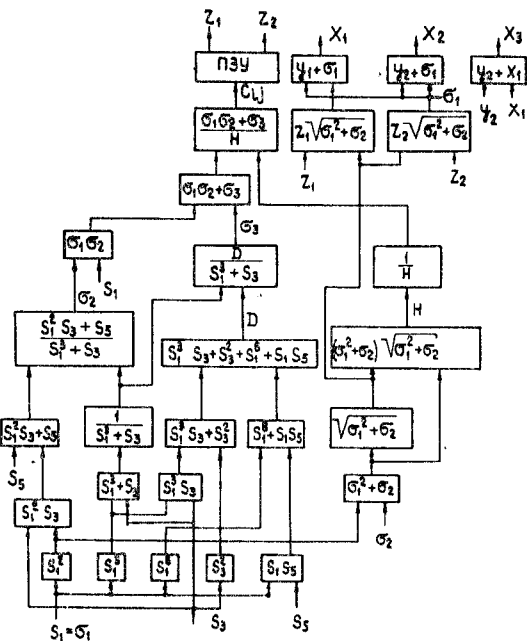 Z₁ Z₂ X₁ X₂ X₃
ПЗУ y₁+σ₁ y₂+σ₁ y₂+X₁
Cᵢⱼ σ₁ y₂ X₁
σ₁σ₂+σ₃ / H Z₁√σ₁²+σ₂ Z₂√σ₁²+σ₂
Z₁ Z₂
σ₁σ₂+σ₃
σ₃
σ₁σ₂ D / S₁³+S₃ 1/H
S₁
σ₂ D H
S₁²S₃+S₅ / S₁³+S₃ S₁³S₃+S₃²+S₁⁶+S₁S₅ (σ₁²+σ₂)√σ₁²+σ₂
S₁²S₃+S₅ 1 / S₁³+S₃ S₁³S₃+S₃² S₁⁶+S₁S₅ √σ₁²+σ₂
S₅ S₁³+S₃ S₁³S₃ σ₁²+σ₂
S₁²S₃ σ₂
S₁² S₃² S₁S₅
S₁=σ₁ S₃ S₅